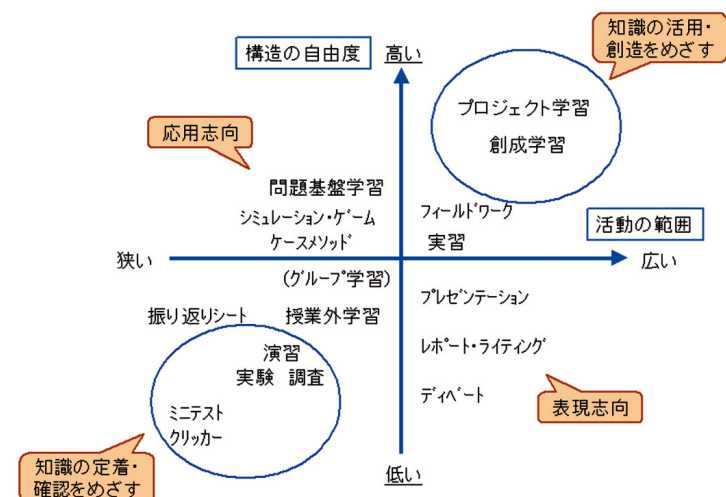 知識の活用・
創造をめざす
構造の自由度 高い
プロジェクト学習
応用志向
創成学習
問題基盤学習
シミュレーション・ゲーム
フィールドワーク
活動の範囲
ケースメソッド
実習
狭い
広い
(グループ学習)
プレゼンテーション
振り返りシート
授業外学習
演習
レポート・ライティング
実験 調査
ディベート
表現志向
ミニテスト
クリッカー
知識の定着・
確認をめざす
低い